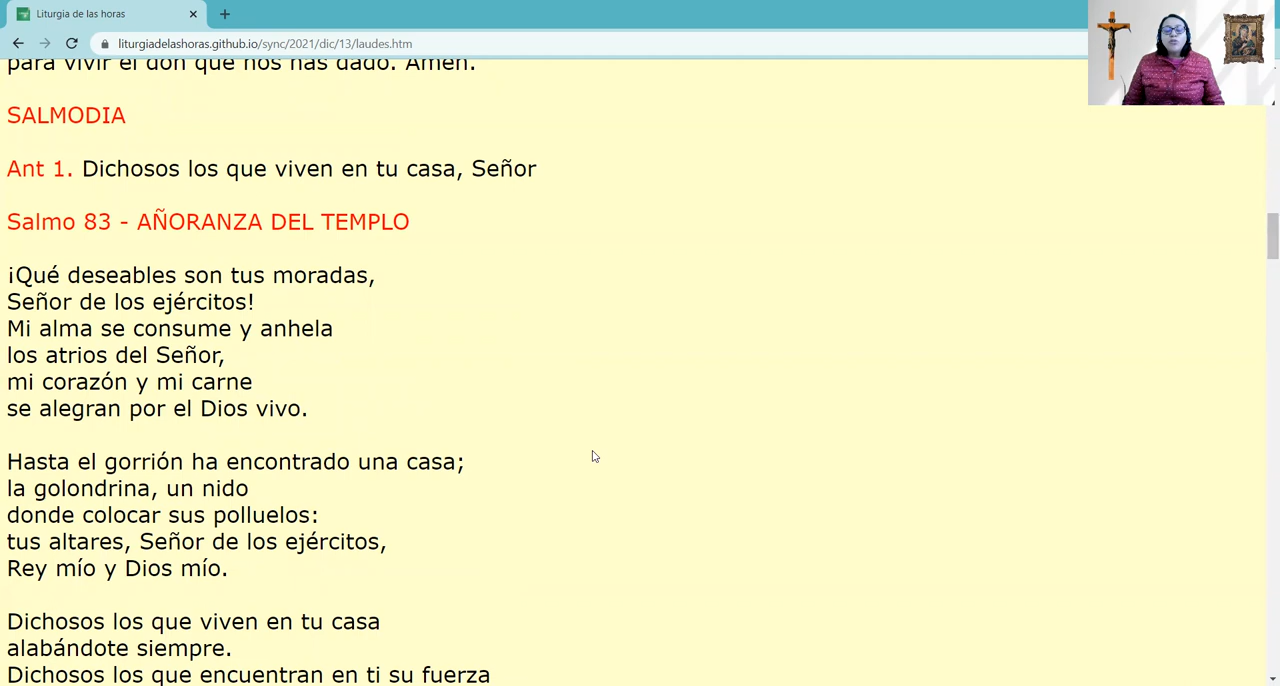 Liturgia de las horas
liturgiadelashoras.github.io/sync/2021/dic/13/laudes.htm
para vivir el don que nos has dado. Amén.
SALMODIA
Ant 1. Dichosos los que viven en tu casa, Señor
Salmo 83 - AÑORANZA DEL TEMPLO
¡Qué deseables son tus moradas,
Señor de los ejércitos!
Mi alma se consume y anhela
los atrios del Señor,
mi corazón y mi carne
se alegran por el Dios vivo.
Hasta el gorrión ha encontrado una casa;
la golondrina, un nido
donde colocar sus polluelos:
tus altares, Señor de los ejércitos,
Rey mío y Dios mío.
Dichosos los que viven en tu casa
alabándote siempre.
Dichosos los que encuentran en ti su fuerza